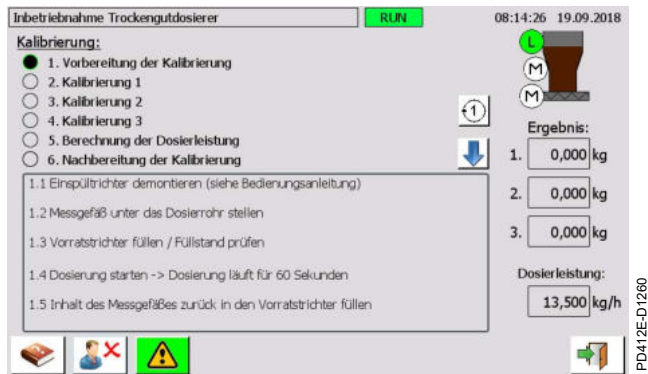 Inbetriebnahme Trockengutdosierer
RUN
08:14:26 19.09.2018
Kalibrierung:
1. Vorbereitung der Kalibrierung
2. Kalibrierung 1
3. Kalibrierung 2
4. Kalibrierung 3
5. Berechnung der Dosierleistung
6. Nachbereitung der Kalibrierung
1.1 Einspültrichter demontieren (siehe Bedienungsanleitung)
1.2 Messgefäß unter das Dosierrohr stellen
1.3 Vorratstrichter füllen / Füllstand prüfen
1.4 Dosierung starten -> Dosierung läuft für 60 Sekunden
1.5 Inhalt des Messgefäßes zurück in den Vorratstrichter füllen
1
L
M
M
Ergebnis:
1. 0,000 kg
2. 0,000 kg
3. 0,000 kg
Dosierleistung:
13,500 kg/h
PD412E-D1260